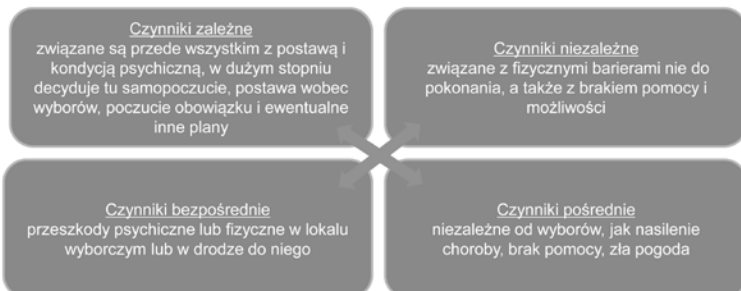 Czynniki zależne
związane są przede wszystkim z postawą i
kondycją psychiczną, w dużym stopniu
decyduje tu samopoczucie, postawa wobec
wyborów, poczucie obowiązku i ewentualne
inne plany
Czynniki niezależne
związane z fizycznymi barierami nie do
pokonania, a także z brakiem pomocy i
możliwości
Czynniki bezpośrednie
przeszkody psychiczne lub fizyczne w lokalu
wyborczym lub w drodze do niego
Czynniki pośrednie
niezależne od wyborów, jak nasilenie
choroby, brak pomocy, zła pogoda